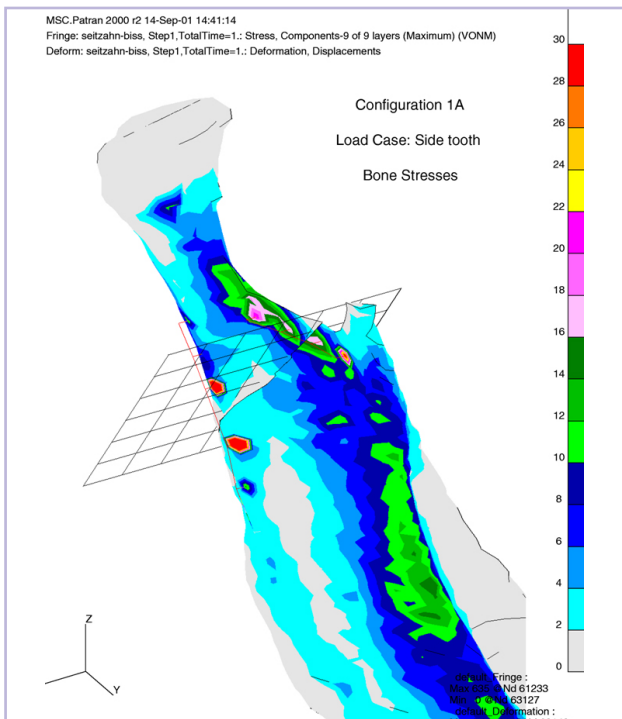 MSC.Patran 2000 r2 14-Sep-01 14:41:14
Fringe: seitzahn-biss, Step1,TotalTime=1.: Stress, Components-9 of 9 layers (Maximum) (VONM)
Deform: seitzahn-biss, Step1,TotalTime=1.: Deformation, Displacements
Configuration 1A
Load Case: Side tooth
Bone Stresses
30
28
26
24
22
20
18
16
14
12
10
8
6
4
2
0
Z
Y
default_Fringe :
@Nd 61233
63127
default_Deformation :